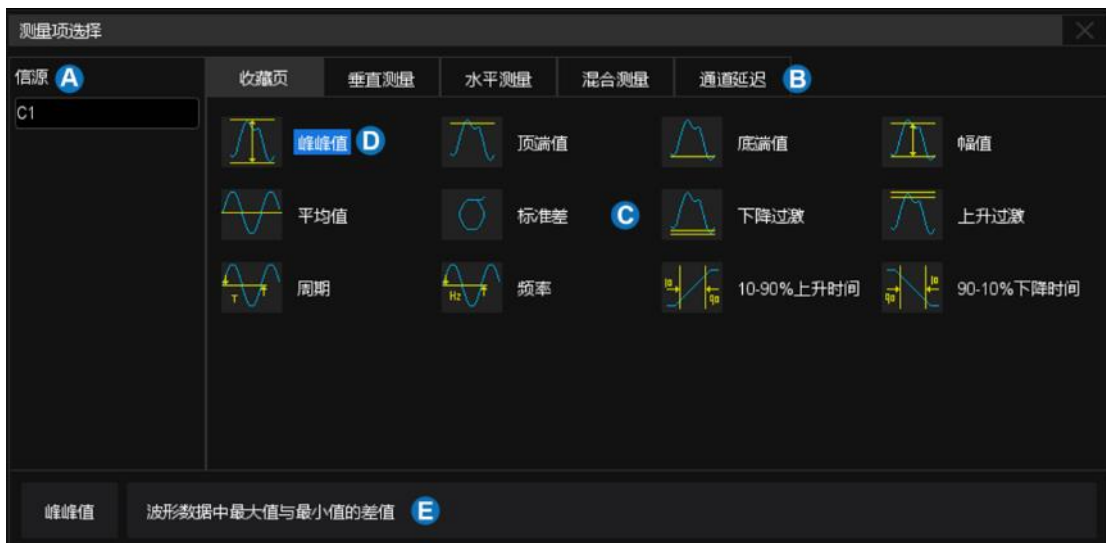 测量项选择
信源 A
C1
收藏页 垂直测量 水平测量 混合测量 通道延迟 B
峰峰值 D 顶端值 底端值 幅值
平均值 标准差 C 下降过激 上升过激
T 周期 Hz 频率 10-90%上升时间 90-10%下降时间
峰峰值 波形数据中最大值与最小值的差值 E